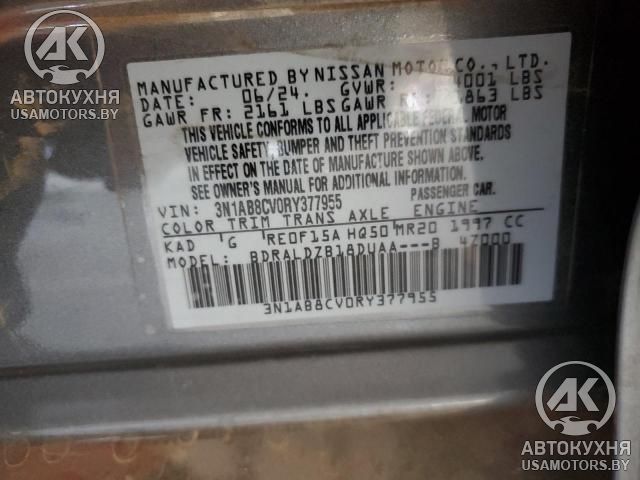 АВТОКУХНЯ
USAMOTORS.BY
MANUFACTURED BY NISSAN MOTOR CO., LTD.
DATE: 06/24. GVWR: 001 LBS
GAWR FR: 2161 LBS GAWR 863 LBS
THIS VEHICLE CONFORMS TO ALL APPLICABLE FEDERAL MOTOR
VEHICLE SAFETY, BUMPER AND THEFT PREVENTION STANDARDS
IN EFFECT ON THE DATE OF MANUFACTURE SHOWN ABOVE.
SEE OWNER'S MANUAL FOR ADDITIONAL INFORMATION.
VIN: 3N1AB8CV0RY377955 PASSENGER CAR.
COLOR TRIM TRANS AXLE ENGINE
KAD G RE0F15A HQ50 MR20 1997 CC
MODEL: BDRALDZB18DUAA---B 47000
3N1AB8CV0RY377955
АК
АВТОКУХНЯ
USAMOTORS.BY